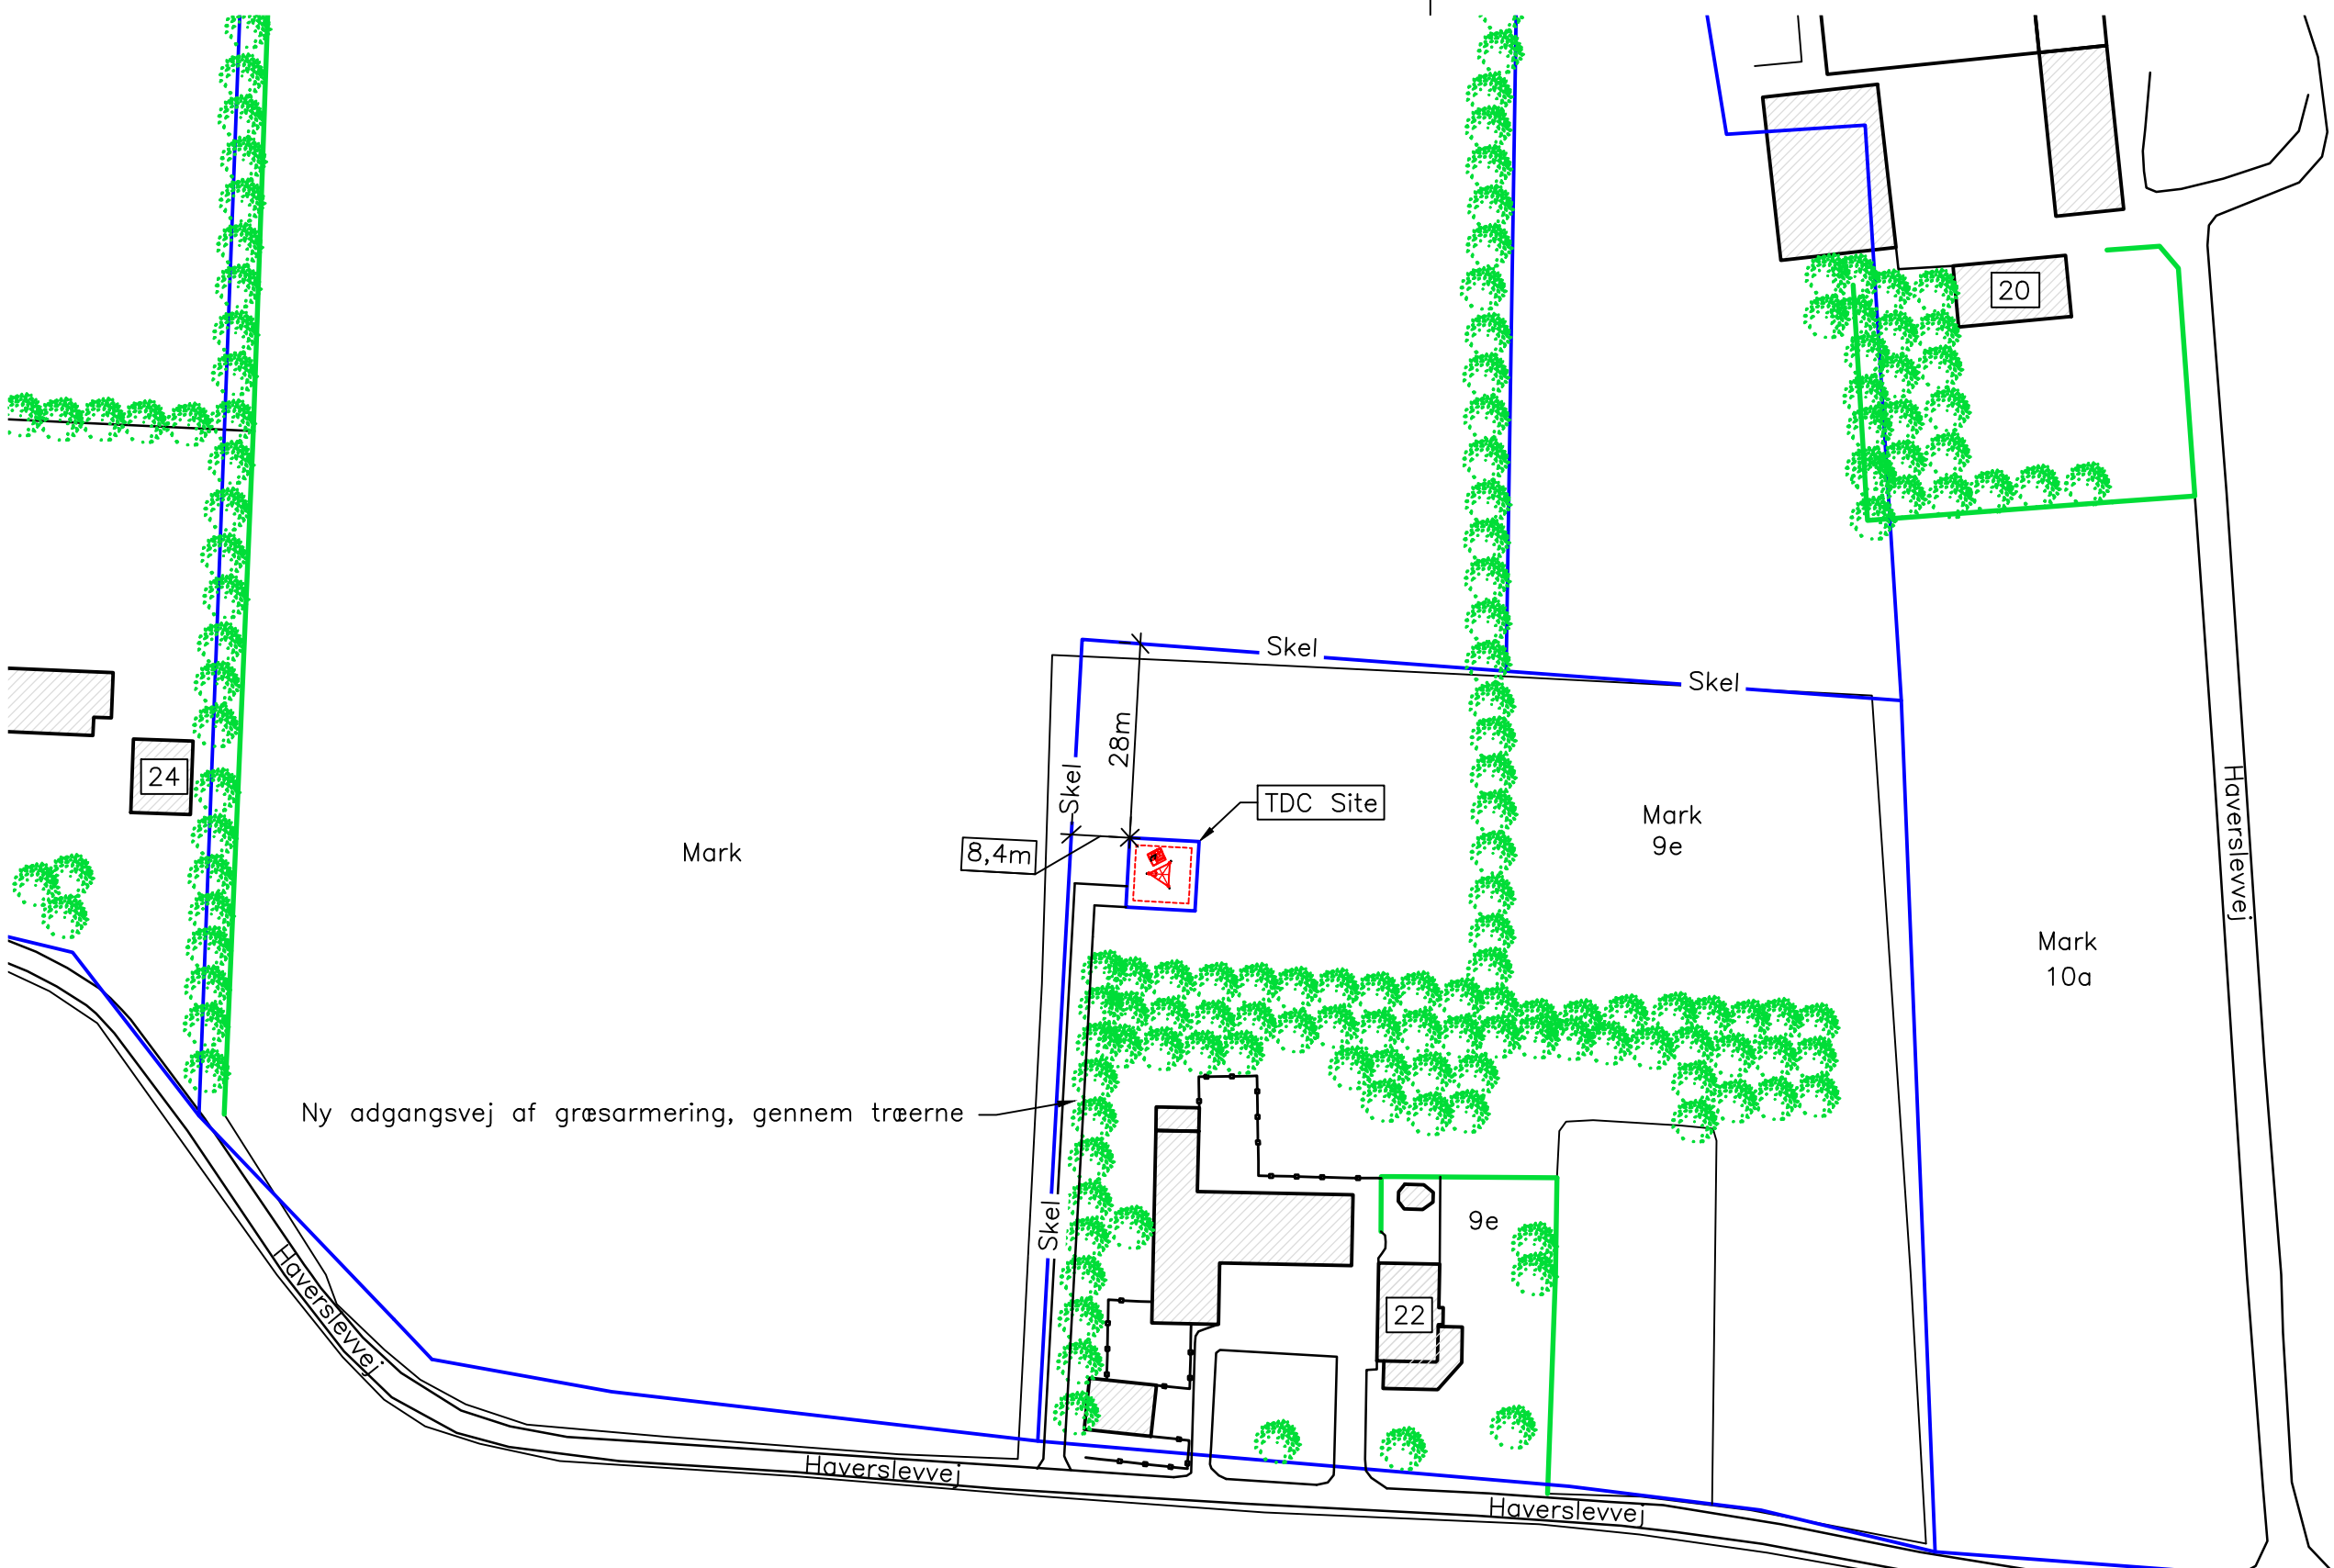 20
Skel
Skel
28m
Skel
24
TDC Site
8,4m
Mark
Mark
9e
Haverslevvej
Mark
10a
Ny adgangsvej af græsarmering, gennem træerne
Skel
9e
22
Haverslevvej
Haverslevvej
Haverslevvej